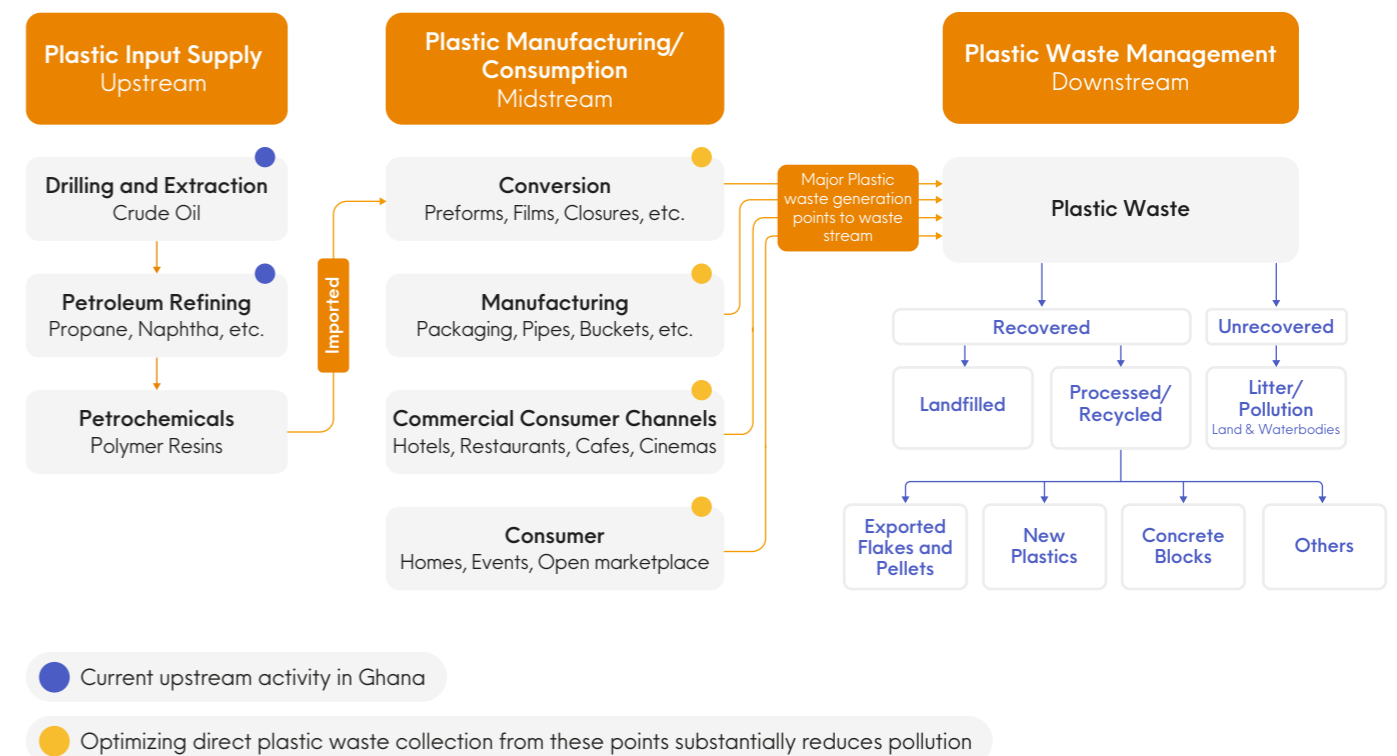 Plastic Input Supply
Upstream
Plastic Manufacturing/
Consumption
Midstream
Plastic Waste Management
Downstream
Drilling and Extraction
Crude Oil
Petroleum Refining
Propane, Naphtha, etc.
Petrochemicals
Polymer Resins
Imported
Conversion
Preforms, Films, Closures, etc.
Manufacturing
Packaging, Pipes, Buckets, etc.
Commercial Consumer Channels
Hotels, Restaurants, Cafes, Cinemas
Consumer
Homes, Events, Open marketplace
Major Plastic
waste generation
points to waste
stream
Plastic Waste
Recovered
Unrecovered
Landfilled
Processed/
Recycled
Litter/
Pollution
Land & Waterbodies
Exported
Flakes and
Pellets
New
Plastics
Concrete
Blocks
Others
Current upstream activity in Ghana
Optimizing direct plastic waste collection from these points substantially reduces pollution